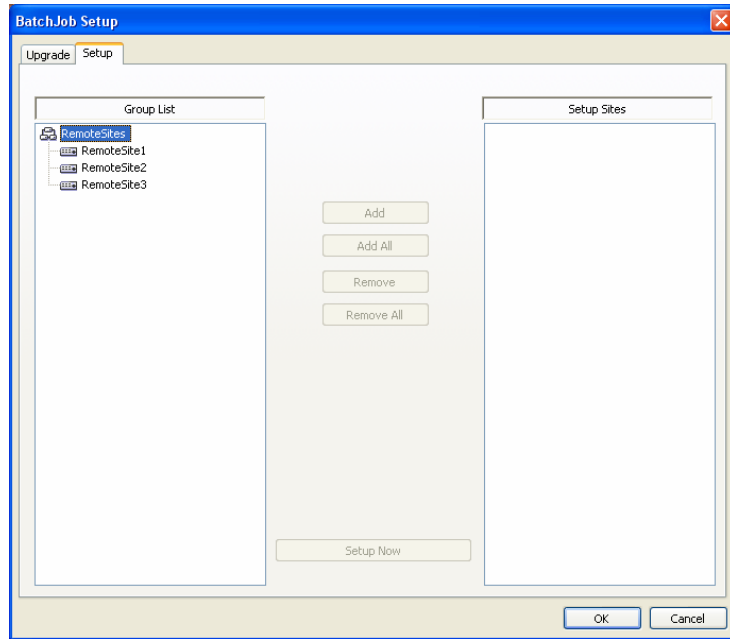 BatchJob Setup
Upgrade Setup
Group List
Setup Sites
RemoteSites
RemoteSite1
RemoteSite2
RemoteSite3
Add
Add All
Remove
Remove All
Setup Now
OK Cancel